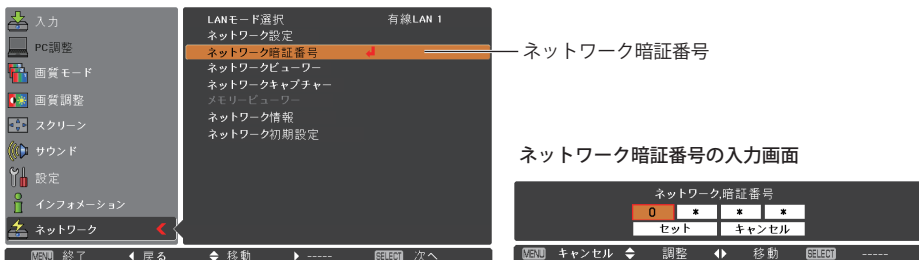 入力
PC調整
画質モード
画質調整
スクリーン
サウンド
設定
インフォメーション
ネットワーク
LANモード選択 有線LAN 1
ネットワーク設定
ネットワーク暗証番号
ネットワークビューワー
ネットワークキャプチャー
メモリービューワー
ネットワーク情報
ネットワーク初期設定
MENU 終了 戻る 移動 ----- SELECT 次へ
ネットワーク暗証番号
ネットワーク暗証番号の入力画面
ネットワーク暗証番号
0 * * *
セット キャンセル
MENU キャンセル 調整 移動 SELECT -----